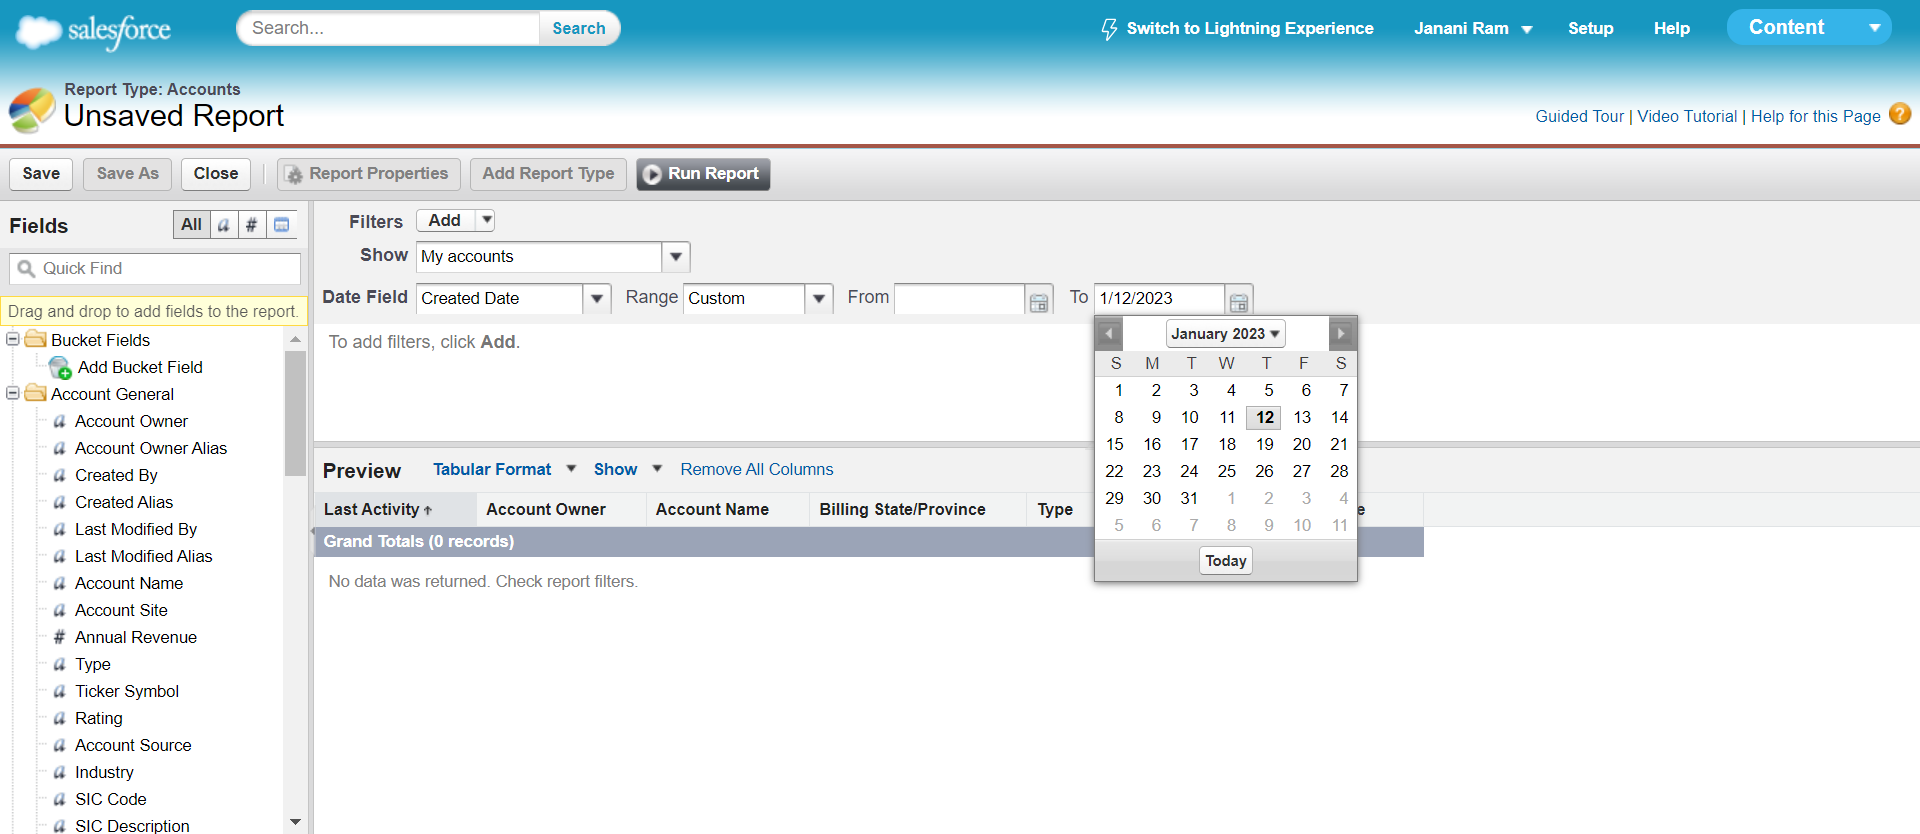 salesforce
Search...
Search
Switch to Lightning Experience
Janani Ram
Setup
Help
Content
Report Type: Accounts
Unsaved Report
Guided Tour | Video Tutorial | Help for this Page ?
Save
Save As
Close
Report Properties
Add Report Type
Run Report
Fields
All a #
Quick Find
Drag and drop to add fields to the report.
Bucket Fields
Add Bucket Field
Account General
a Account Owner
a Account Owner Alias
a Created By
a Created Alias
a Last Modified By
a Last Modified Alias
a Account Name
a Account Site
# Annual Revenue
a Type
a Ticker Symbol
a Rating
a Account Source
a Industry
a SIC Code
a SIC Description
Filters Add
Show My accounts
Date Field Created Date Range Custom From To 1/12/2023
To add filters, click Add.
January 2023
S M T W T F S
1 2 3 4 5 6 7
8 9 10 11 12 13 14
15 16 17 18 19 20 21
22 23 24 25 26 27 28
29 30 31 1 2 3 4
5 6 7 8 9 10 11
Today
Preview Tabular Format Show Remove All Columns
Last Activity Account Owner Account Name Billing State/Province Type e
Grand Totals (0 records)
No data was returned. Check report filters.